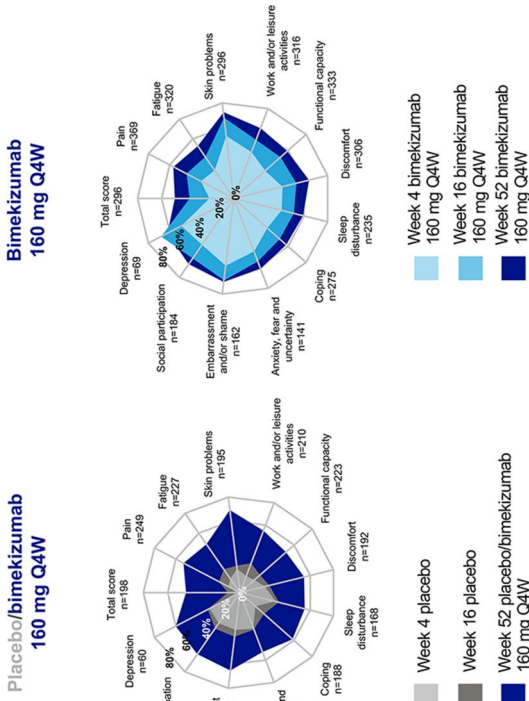 Placebo/bimekizumab
160 mg Q4W
Total score
n=198
Pain
n=249
Fatigue
n=227
Skin problems
n=195
Work and/or leisure
activities
n=210
Functional capacity
n=223
Discomfort
n=192
Sleep
disturbance
n=168
Coping
n=188
nd
t
pation
Depression
n=60
80%
60%
40%
20%
0%
Week 4 placebo
Week 16 placebo
Week 52 placebo/bimekizumab
160 mg Q4W
Bimekizumab
160 mg Q4W
Total score
n=296
Pain
n=369
Fatigue
n=320
Skin problems
n=296
Work and/or leisure
activities
n=316
Functional capacity
n=333
Discomfort
n=306
Sleep
disturbance
n=235
Coping
n=275
Anxiety, fear and
uncertainty
n=141
Embarrassment
and/or shame
n=162
Social participation
n=184
Depression
n=69
80%
60%
40%
20%
0%
Week 4 bimekizumab
160 mg Q4W
Week 16 bimekizumab
160 mg Q4W
Week 52 bimekizumab
160 mg Q4W